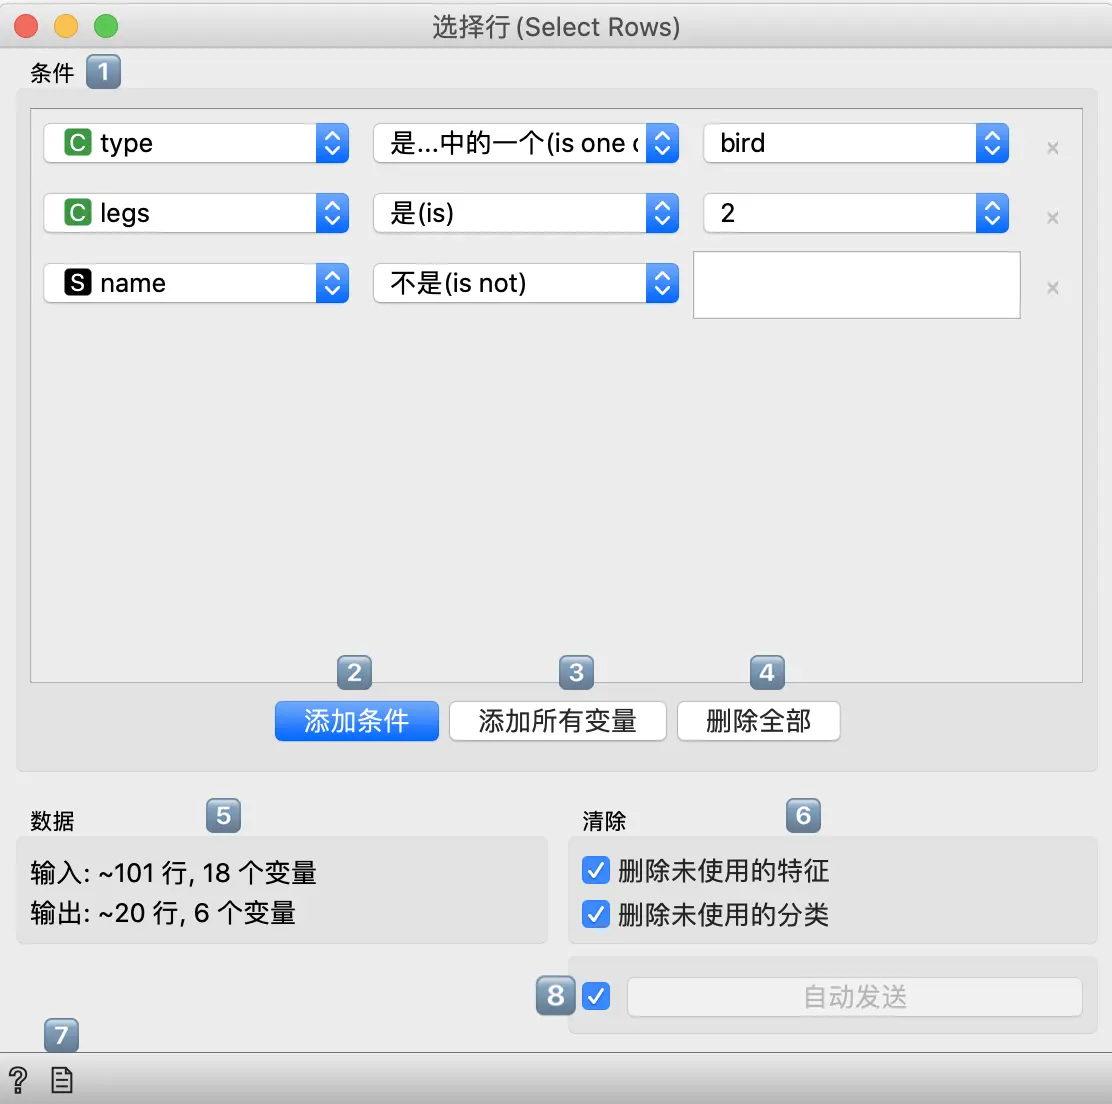 选择行 (Select Rows)
条件 1
C type 是...中的一个(is one bird
C legs 是(is) 2
S name 不是(is not)
2 3 4
添加条件 添加所有变量 删除全部
数据 5 清除 6
输入: ~101 行, 18 个变量 删除未使用的特征
输出: ~20 行, 6 个变量 删除未使用的分类
8 自动发送
7
?